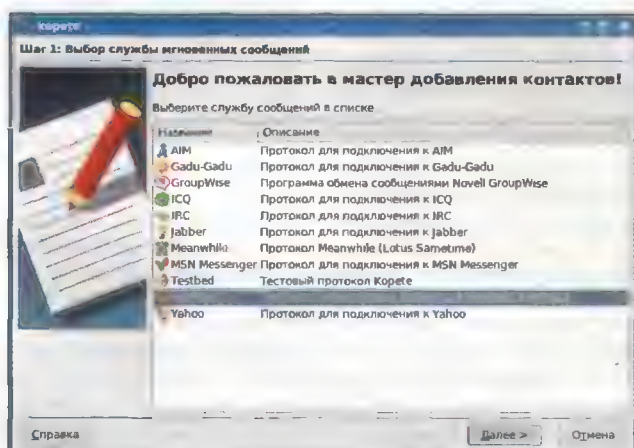 kopete
Шаг 1: Выбор службы мгновенных сообщений
Добро пожаловать в мастер добавления контактов!
Выберите службу сообщений в списке
Название Описание
AIM Протокол для подключения к AIM
Gadu-Gadu Протокол для подключения к Gadu-Gadu
GroupWise Программа обмена сообщениями Novell GroupWise
ICQ Протокол для подключения к ICQ
IRC Протокол для подключения к IRC
Jabber Протокол для подключения к Jabber
Meanwhile Протокол Meanwhile (Lotus Sametime)
MSN Messenger Протокол для подключения к MSN Messenger
Testbed Тестовый протокол Kopete
Yahoo Протокол для подключения к Yahoo
Справка Далее > Отмена